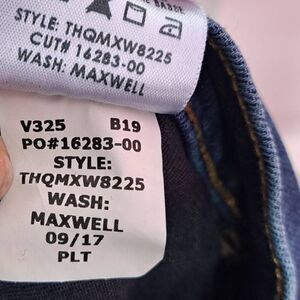 STYLE: THQMXW8225
CUT# 16283-00
WASH: MAXWELL
V325 B19
PO#16283-00
STYLE:
THQMXW8225
WASH:
MAXWELL
09/17
PLT